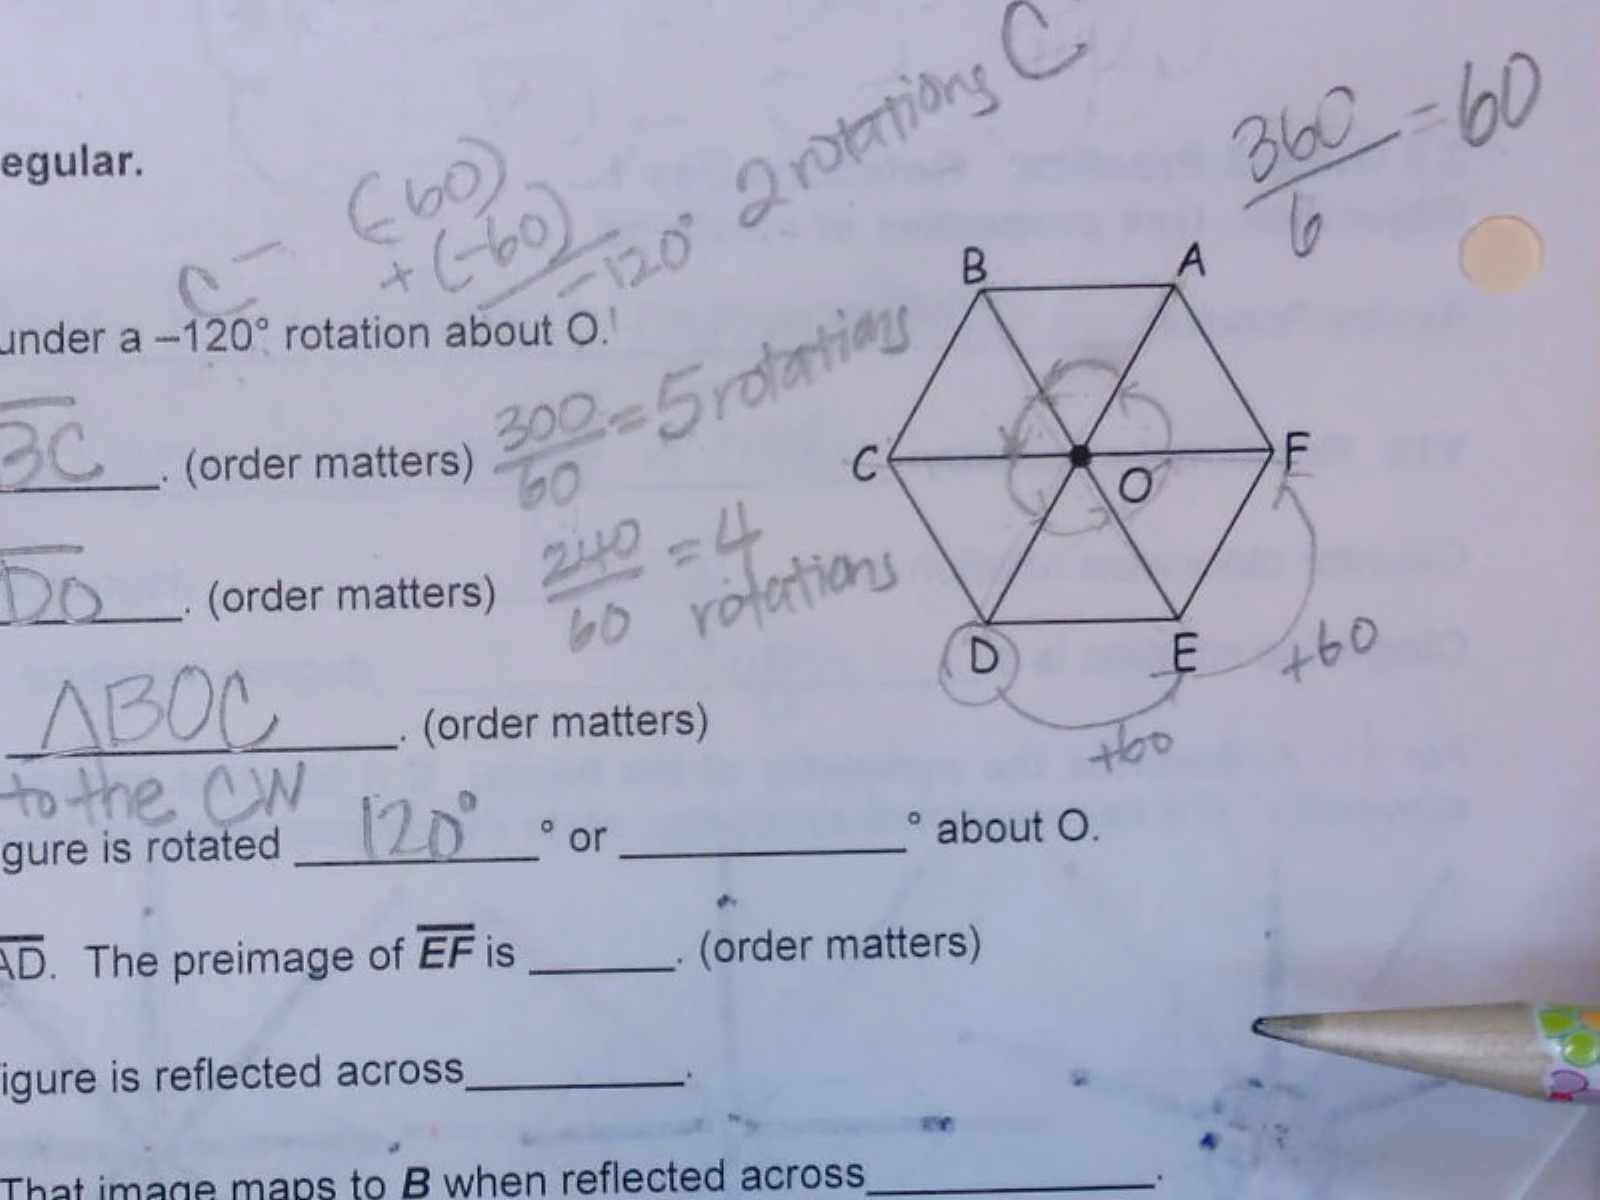 C
2 rotations
360/6 = 60
egular.
(60)
+(-60)
-120°
C -
B
A
under a –120° rotation about O.
BC. (order matters)
300/60 = 5 rotations
C
O
F
DO. (order matters)
240/60 = 4 rotations
D
E
+60
+60
ΔBOC. (order matters)
to the CW
gure is rotated 120° ° or ° about O.
AD. The preimage of EF is . (order matters)
igure is reflected across .
That image maps to B when reflected across .